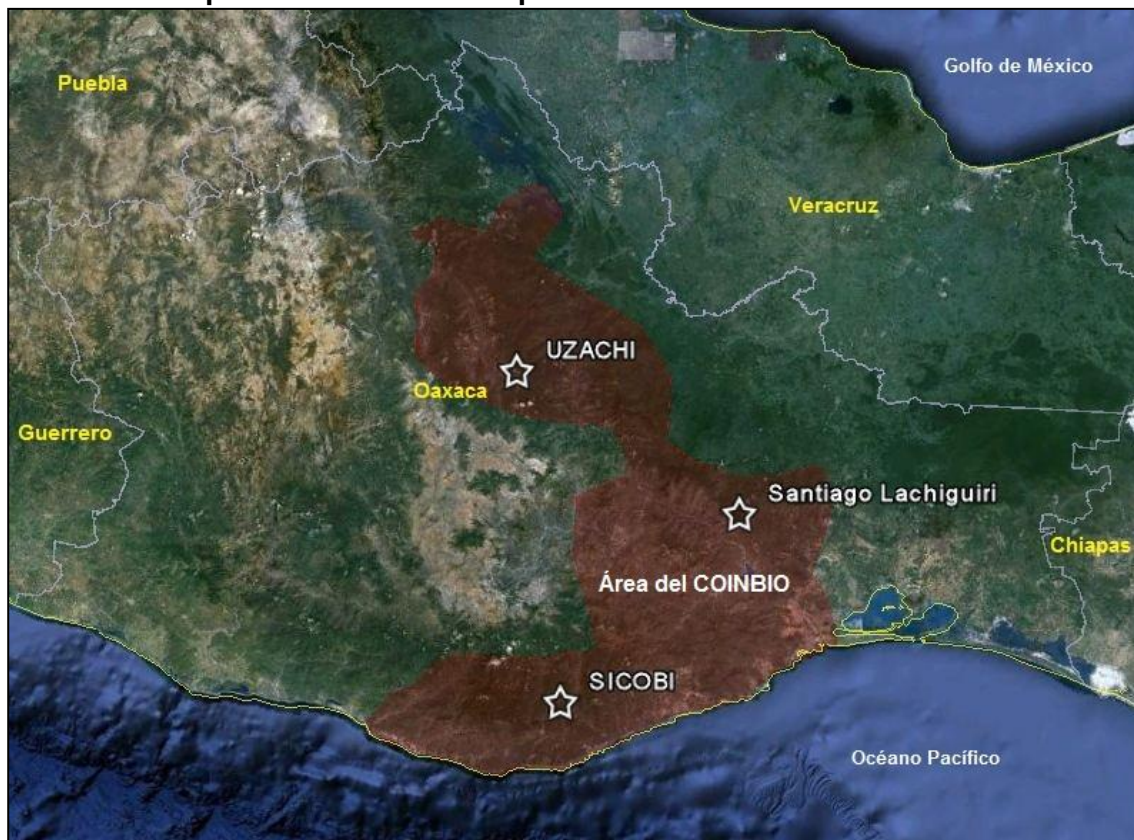 Golfo de México
Puebla
Veracruz
UZACHI
Oaxaca
Guerrero
Santiago Lachiguiri
Chiapas
Área del COINBIO
SICOBI
Océano Pacífico